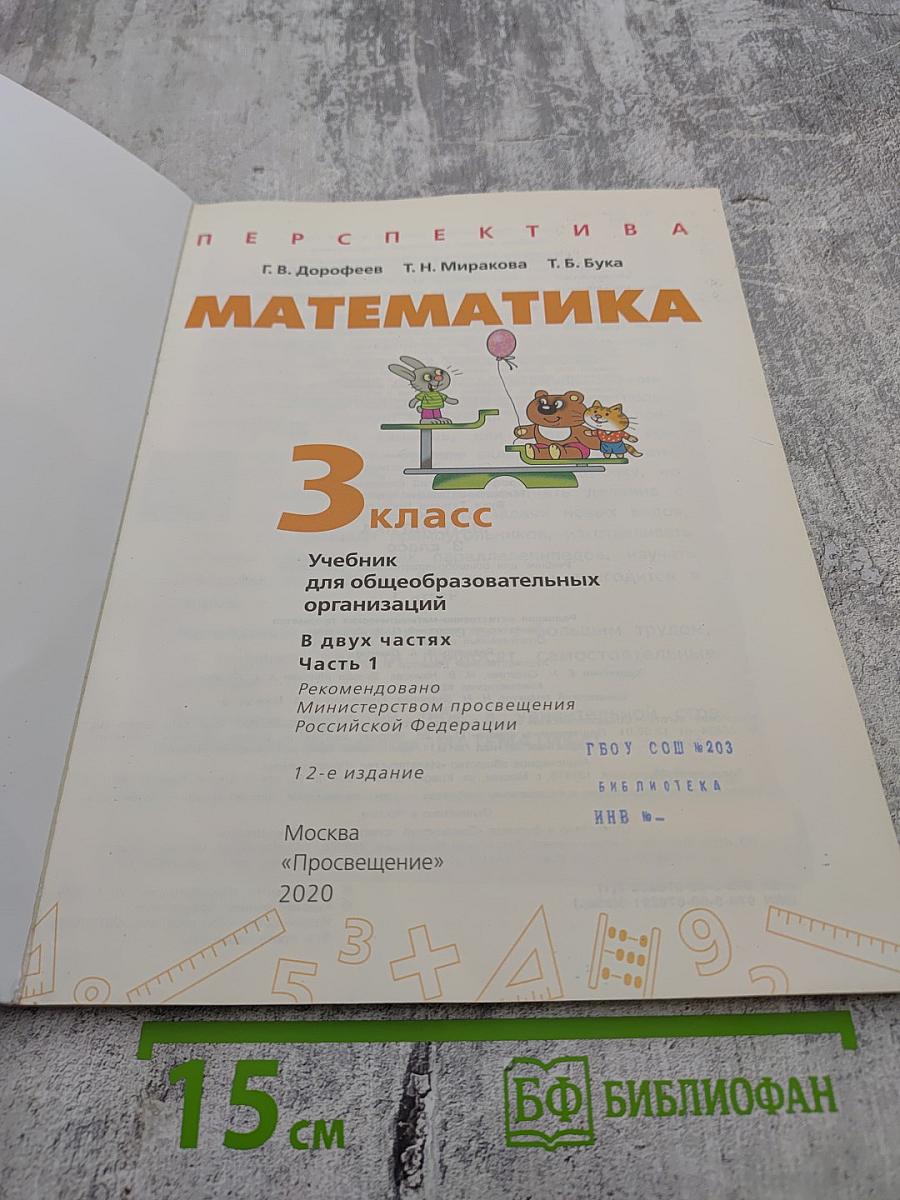 ПЕРСПЕКТИВА
Г. В. Дорофеев Т. Н. Миракова Т. Б. Бука
МАТЕМАТИКА
3 класс
Учебник
для общеобразовательных
организаций
В двух частях
Часть 1
Рекомендовано
Министерством просвещения
Российской Федерации
12-е издание
ГБОУ СОШ №203
БИБЛИОТЕКА
ИНВ №
Москва
«Просвещение»
2020
15 см
БФ БИБЛИОФАН